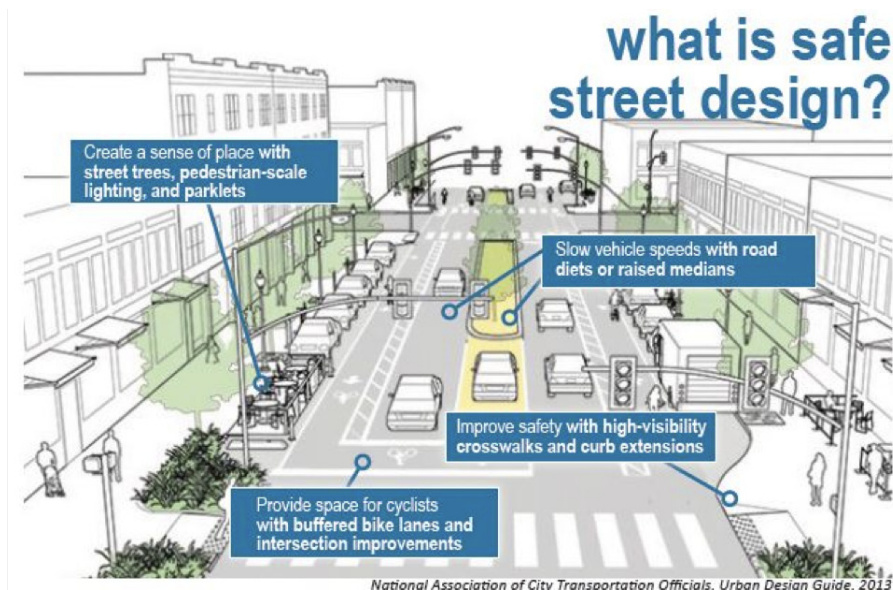 what is safe
street design?
Create a sense of place with
street trees, pedestrian-scale
lighting, and parklets
Slow vehicle speeds with road
diets or raised medians
Improve safety with high-visibility
crosswalks and curb extensions
Provide space for cyclists
with buffered bike lanes and
intersection improvements
National Association of City Transportation Officials, Urban Design Guide, 2013